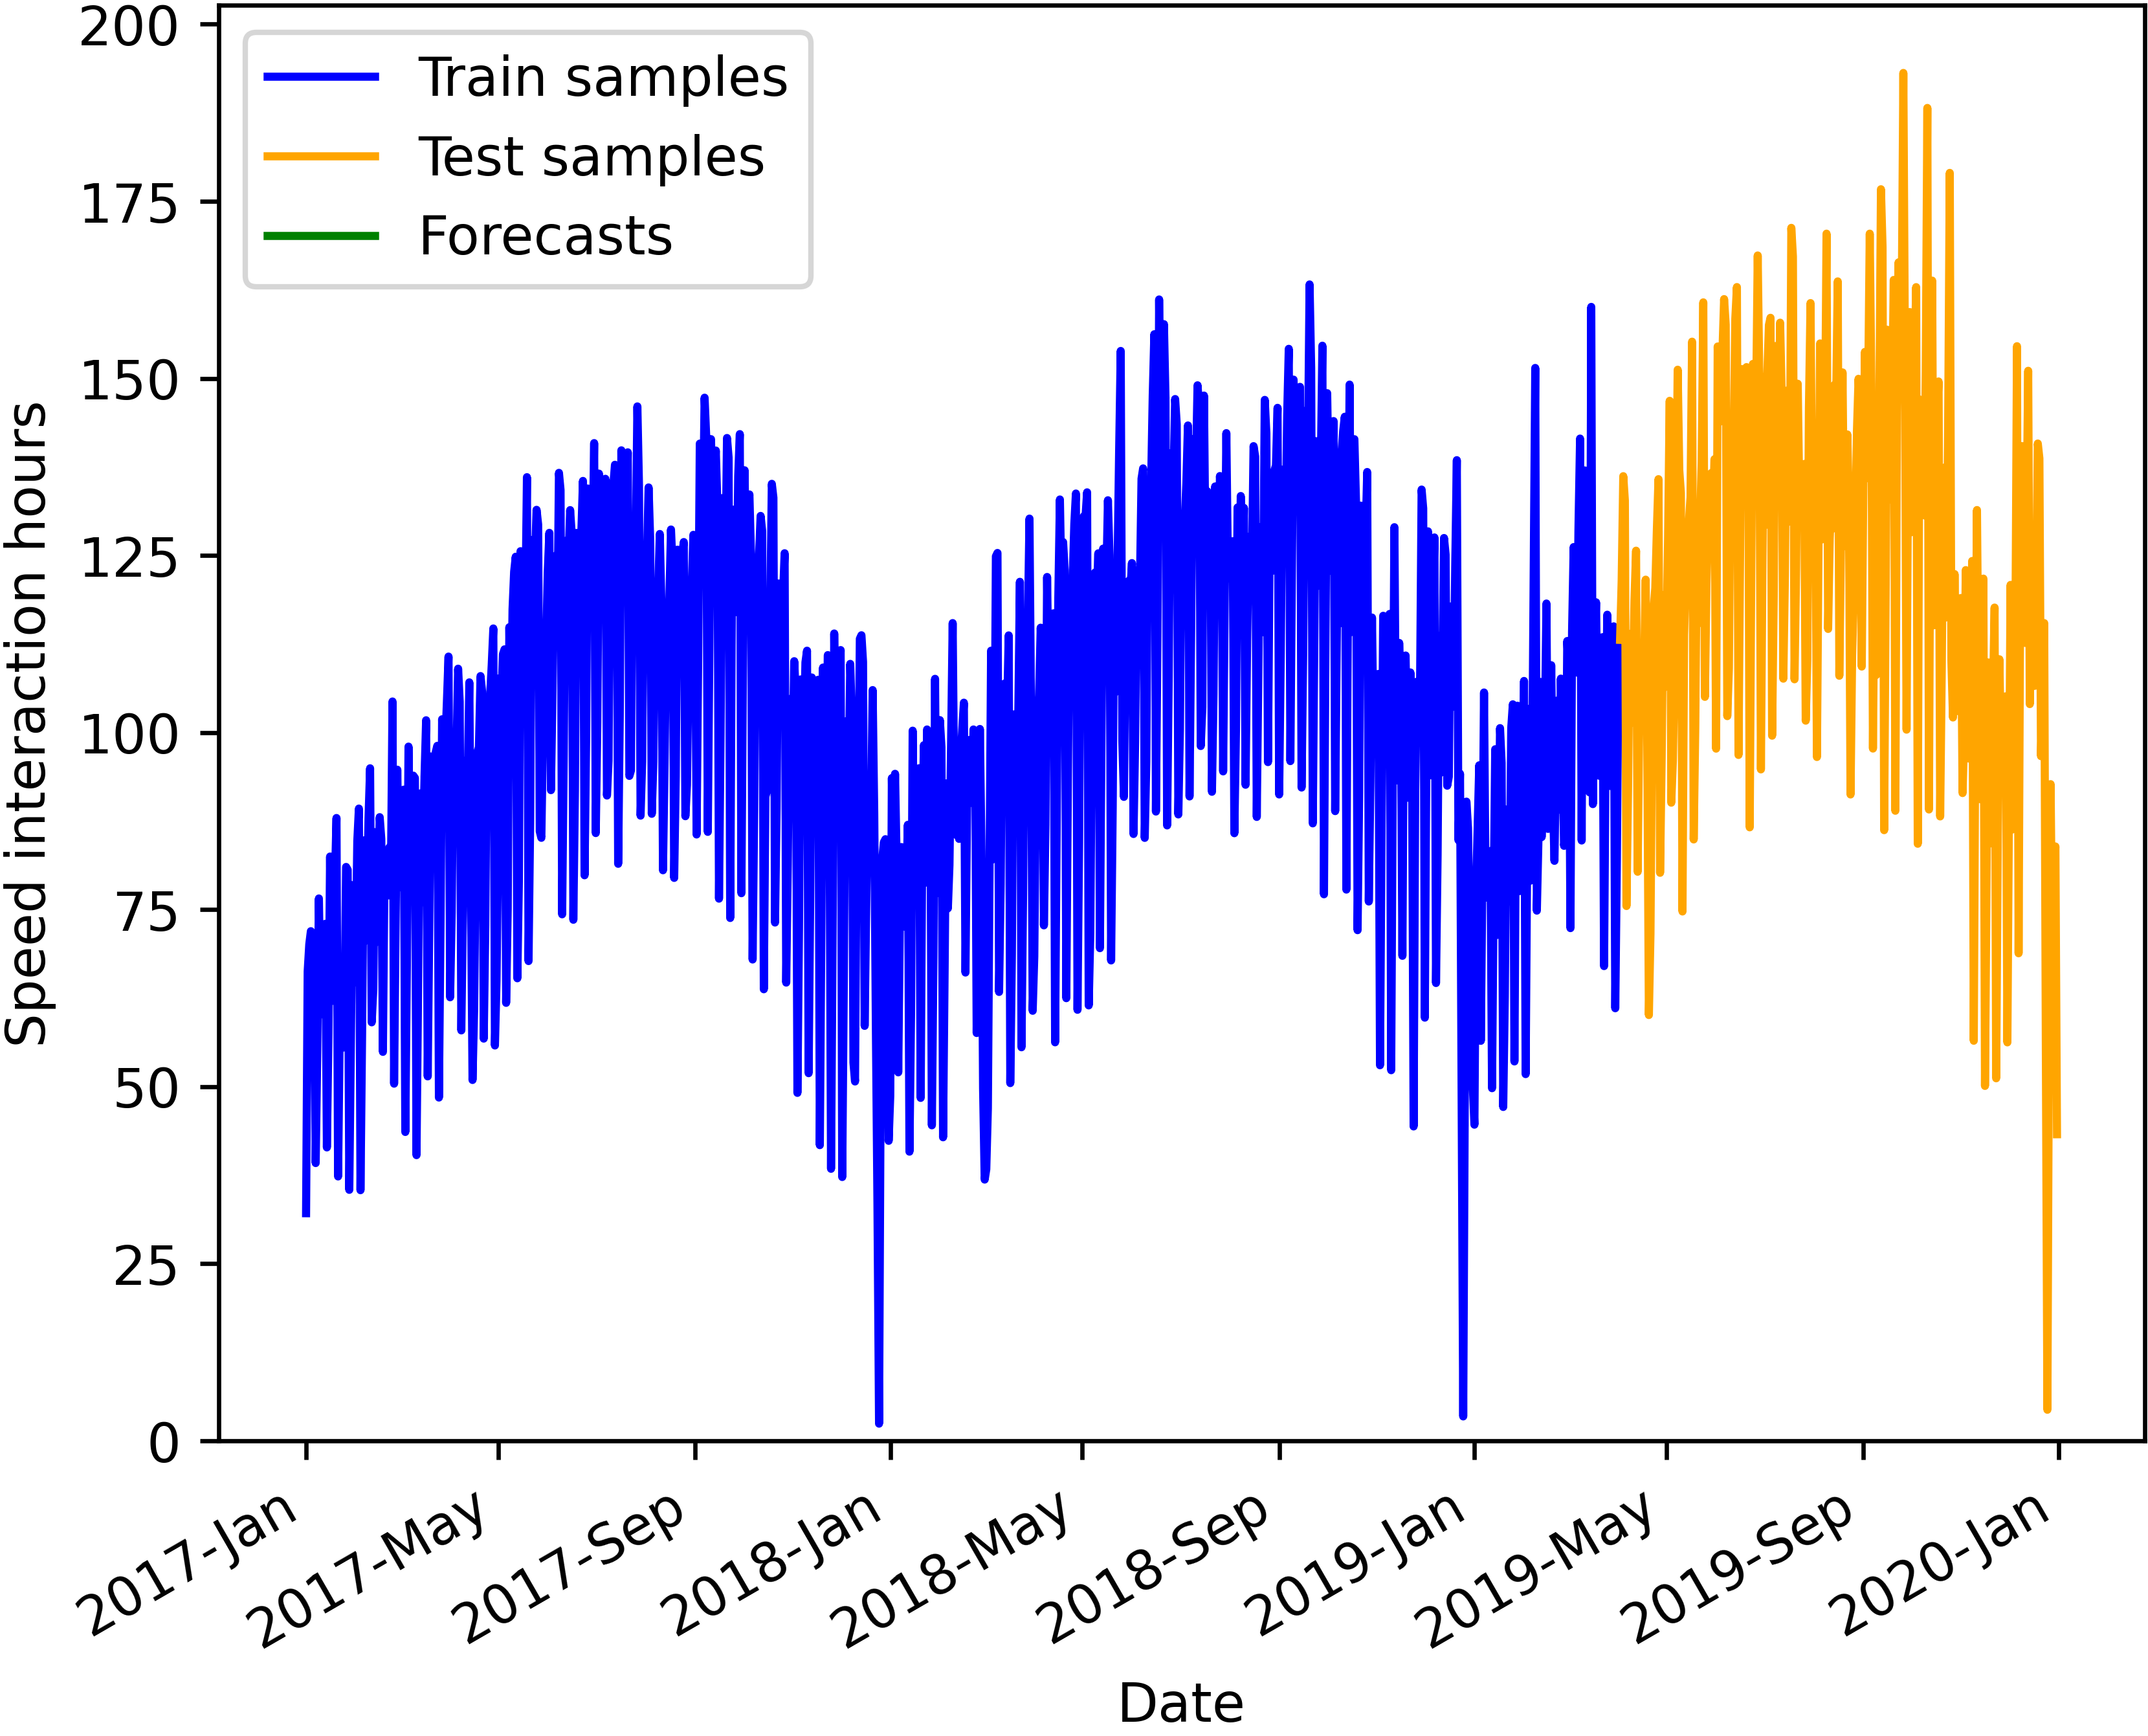 200
175
150
125
100
75
50
25
0
Speed interaction hours
Train samples
Test samples
Forecasts
2017-Jan
2017-May
2017-Sep
2018-Jan
2018-May
2018-Sep
2019-Jan
2019-May
2019-Sep
2020-Jan
Date